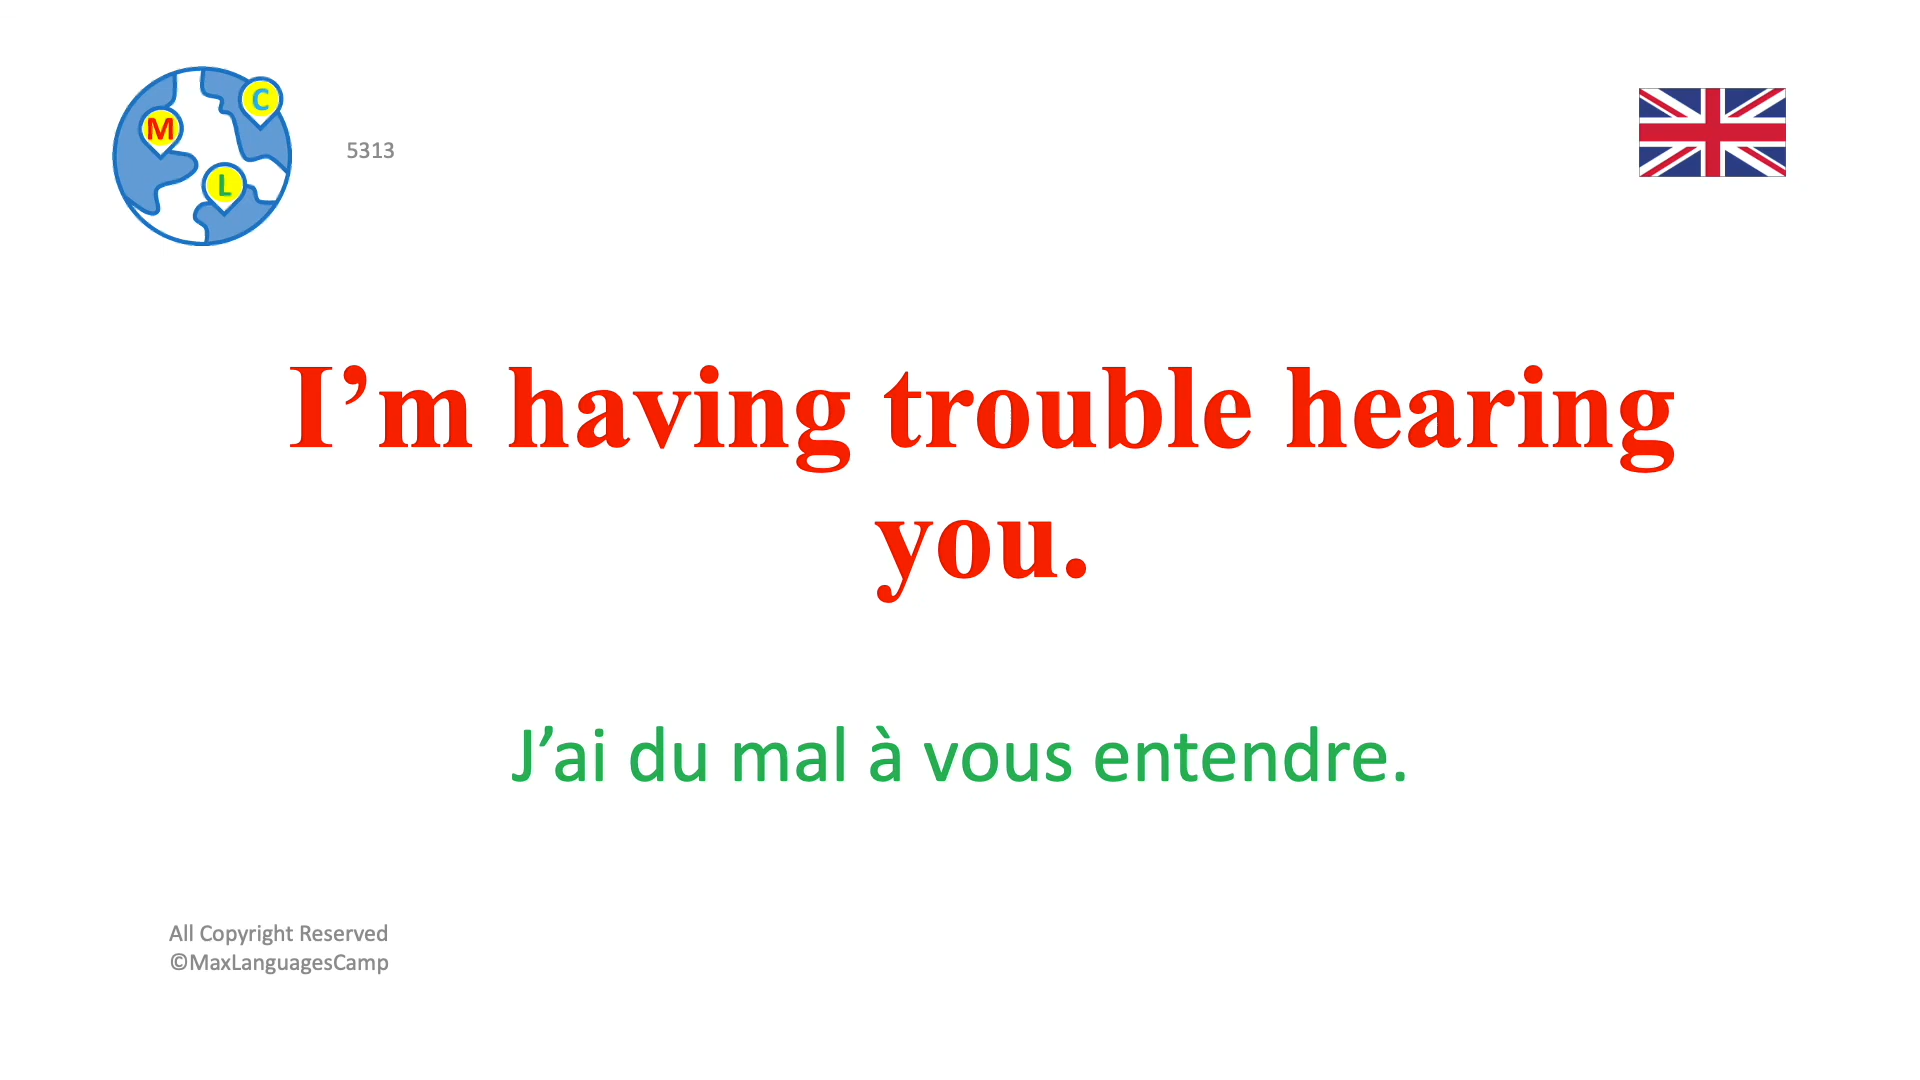 M
C
L
5313
I’m having trouble hearing
you.
J’ai du mal à vous entendre.
All Copyright Reserved
©MaxLanguagesCamp